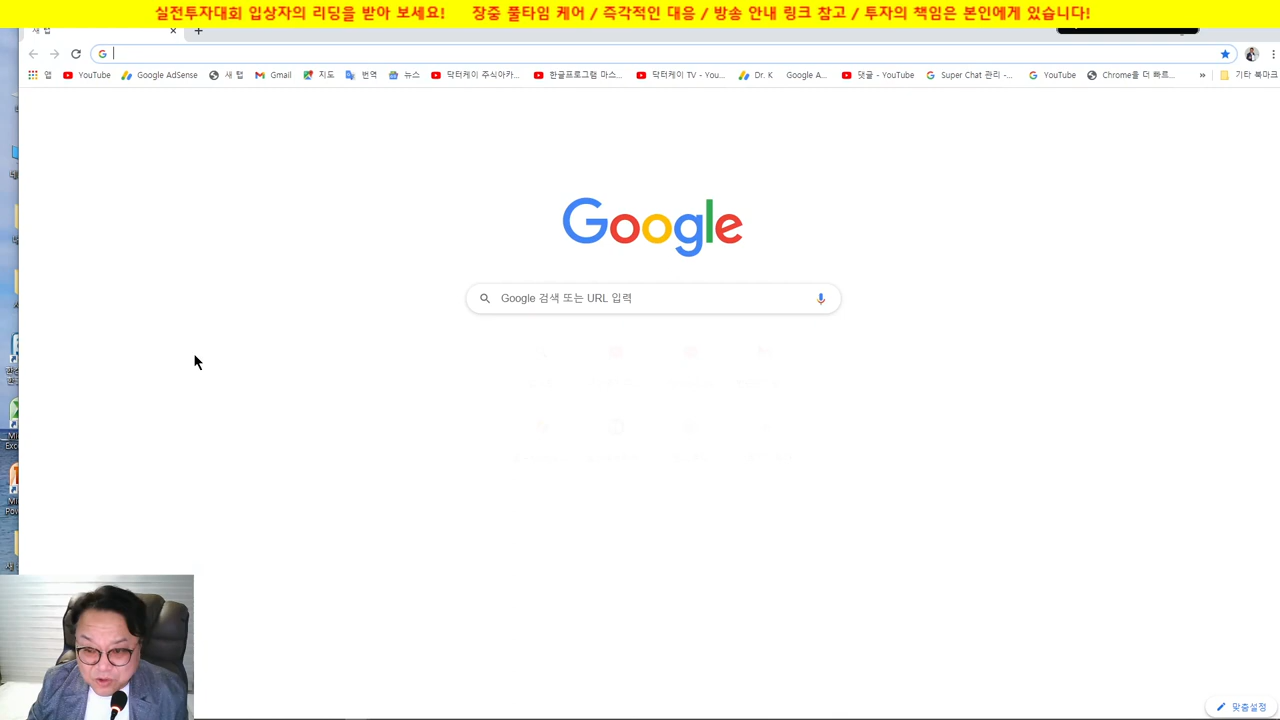 실전투자대회 입상자의 리딩을 받아 보세요! 장중 풀타임 케어 / 즉각적인 대응 / 방송 안내 링크 참고 / 투자의 책임은 본인에게 있습니다!
새 탭
앱 YouTube Google AdSense 새 탭 Gmail 지도 번역 뉴스 닥터케이 주식아카... 한글프로그램 마스... 닥터케이 TV - You... Dr. K Google A... 댓글 - YouTube Super Chat 관리 -... YouTube Chrome을 더 빠르... » 기타 북마크
Google
Google 검색 또는 URL 입력
맞춤설정